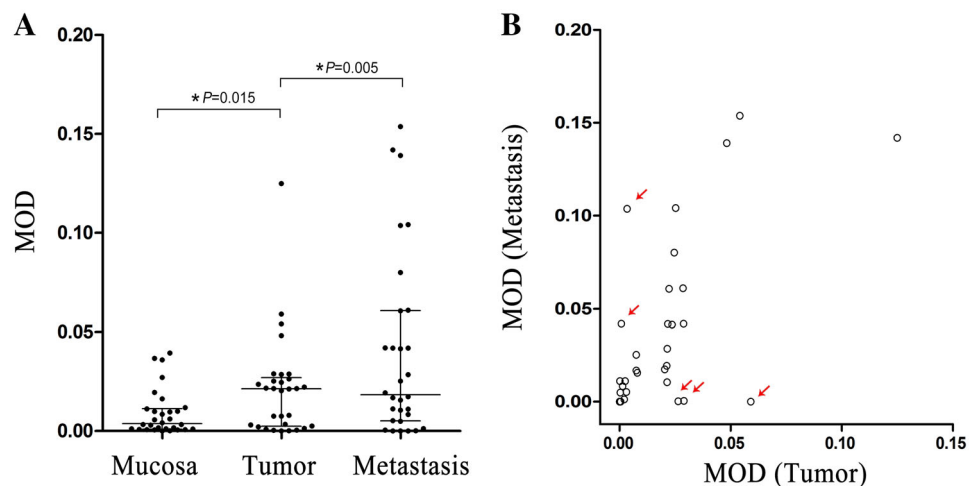 A
B
0.20
0.15
0.10
0.05
0.00
MOD
*P=0.015
*P=0.005
Mucosa Tumor Metastasis
0.20
0.15
0.10
0.05
0.00
MOD (Metastasis)
0.00 0.05 0.10 0.15
MOD (Tumor)